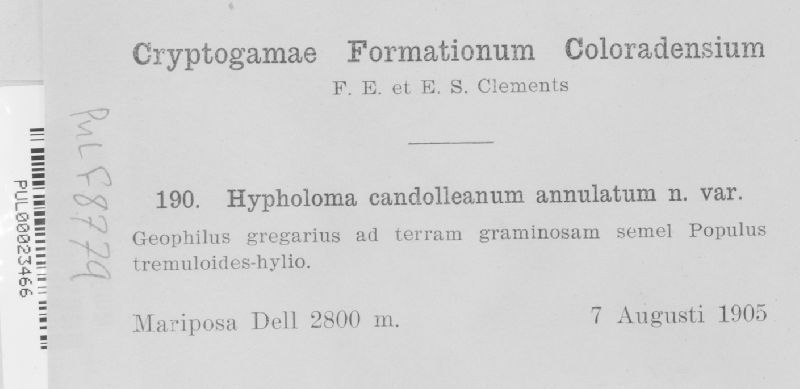 Cryptogamae Formationum Coloradensium
F. E. et E. S. Clements
190. Hypholoma candolleanum annulatum n. var.
Geophilus gregarius ad terram graminosam semel Populus
tremuloides-hylio.
Mariposa Dell 2800 m. 7 Augusti 1905
PUL F8779
PUL00023466